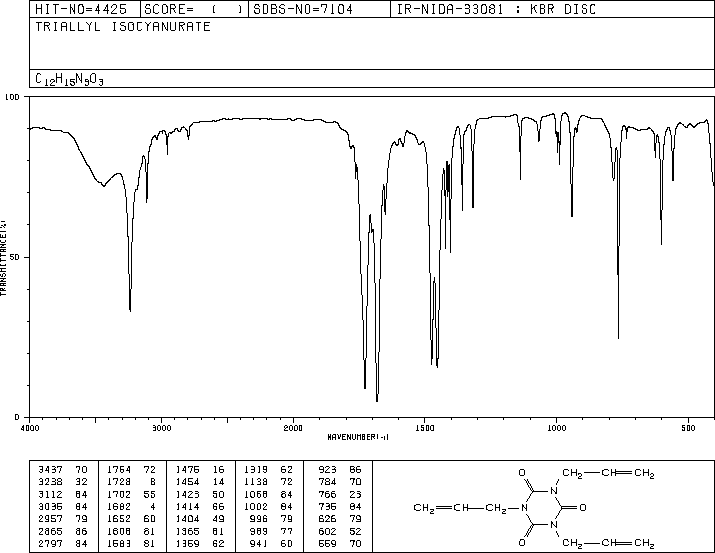 HIT-NO=4425 SCORE= ( ) SDBS-NO=7104 IR-NIDA-33081 : KBR DISC
TRIALLYL ISOCYANURATE
C12H15N3O3
100
50
0
TRANSMITTANCE(%)
4000 3000 2000 1500 1000 500
WAVENUMBER(-1)
3437 70 1764 72 1476 16 1319 62 923 86
3238 32 1728 8 1454 14 1138 72 784 70
3112 64 1702 55 1423 50 1068 84 766 23
3035 84 1682 4 1414 66 1002 84 735 84
2957 79 1652 60 1404 49 996 79 626 79
2865 86 1608 81 1365 81 989 77 602 52
2797 84 1583 81 1359 62 941 60 559 70
O CH2 CH CH2
N
CH2 CH CH2 N O
N
O CH2 CH CH2